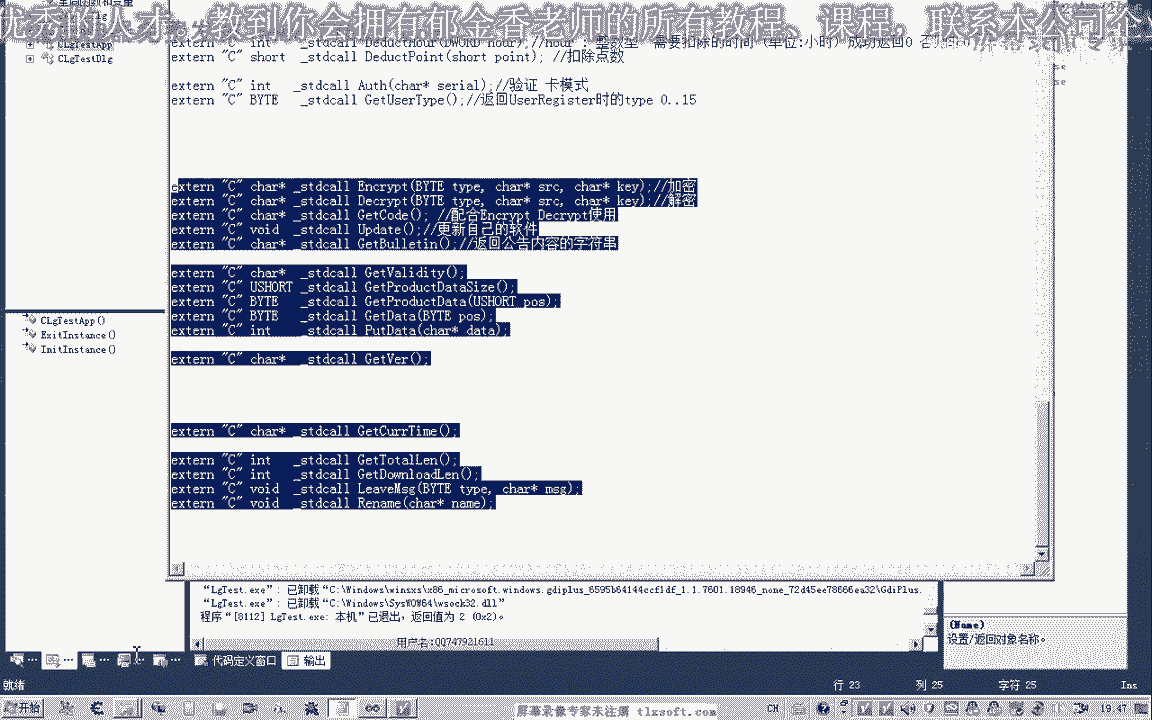 优秀的人才。教到你会拥有郁金香老师的所有教程、课程。联系本公司
CLgTestApp
CLgTestDlg
extern "C" int _stdcall DeductHour(DWORD hour);//hour : 整数型 需要扣除的时间 (单位:小时) 成功返回0
extern "C" short _stdcall DeductPoint(short point); //扣除点数
extern "C" int _stdcall Auth(char* serial);//验证 卡模式
extern "C" BYTE _stdcall GetUserType();//返回UserRegister时的type 0..15
extern "C" char* _stdcall Encrypt(BYTE type, char* src, char* key);//加密
extern "C" char* _stdcall Decrypt(BYTE type, char* src, char* key);//解密
extern "C" char* _stdcall GetCode(); //配合Encrypt Decrypt使用
extern "C" void _stdcall Update();//更新自己的软件
extern "C" char* _stdcall GetBulletin();//返回公告内容的字符串
extern "C" char* _stdcall GetValidity();
extern "C" USHORT _stdcall GetProductDataSize();
extern "C" BYTE _stdcall GetProductData(USHORT pos);
extern "C" BYTE _stdcall GetData(BYTE pos);
extern "C" int _stdcall PutData(char* data);
extern "C" char* _stdcall GetVer();
extern "C" char* _stdcall GetCurrTime();
extern "C" int _stdcall GetTotalLen();
extern "C" int _stdcall GetDownloadLen();
extern "C" void _stdcall LeaveMsg(BYTE type, char* msg);
extern "C" void _stdcall Rename(char* name);
CLgTestApp()
ExitInstance()
InitInstance()
“LgTest.exe”: 已卸载“C:\Windows\winsxs\x86_microsoft.windows.gdiplus_6595b64144ccf1df_1.1.7601.18946_none_72d45ee78666ea32\GdiPlus.
“LgTest.exe”: 已卸载“C:\Windows\SysWOW64\wsock32.dll”
程序“[8112] LgTest.exe: 本机”已退出，返回值为 2 (0x2)。
用户名:00747921611
(Name)
设置/返回对象名称。
代码定义窗口 输出
就绪 行 23 列 25 字符 25 Ins
开始 屏幕录像专家未注册 tlxsoft.com CH 19:47